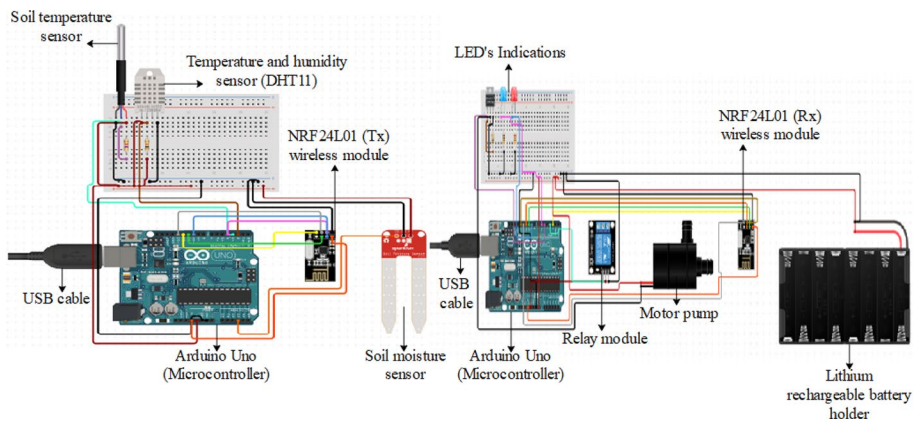 Soil temperature
sensor
Temperature and humidity
sensor (DHT11)
NRF24L01 (Tx)
wireless module
USB cable
UNO
Arduino Uno
(Microcontroller)
Soil moisture
sensor
LED's Indications
NRF24L01 (Rx)
wireless module
USB
cable
Arduino Uno
(Microcontroller)
Relay module
Motor pump
Lithium
rechargeable battery
holder